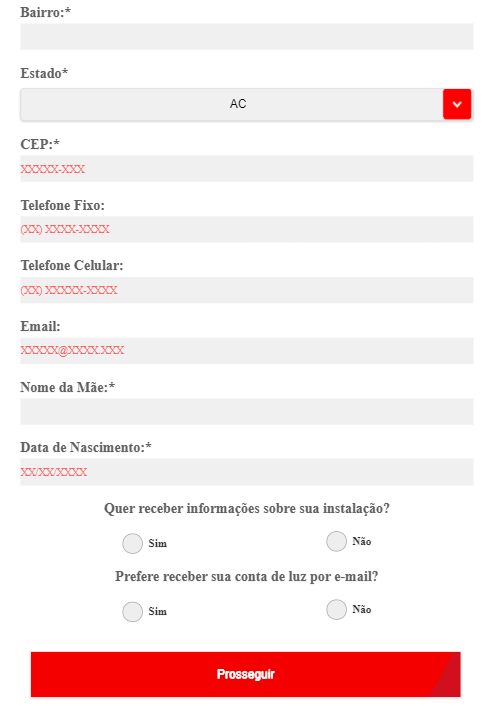 Bairro:*
Estado*
AC
CEP:*
XXXXX-XXX
Telefone Fixo:
(XX) XXXX-XXXX
Telefone Celular:
(XX) XXXXX-XXXX
Email:
XXXXX@XXXX.XXX
Nome da Mãe:*
Data de Nascimento:*
XX/XX/XXXX
Quer receber informações sobre sua instalação?
Sim Não
Prefere receber sua conta de luz por e-mail?
Sim Não
Prosseguir